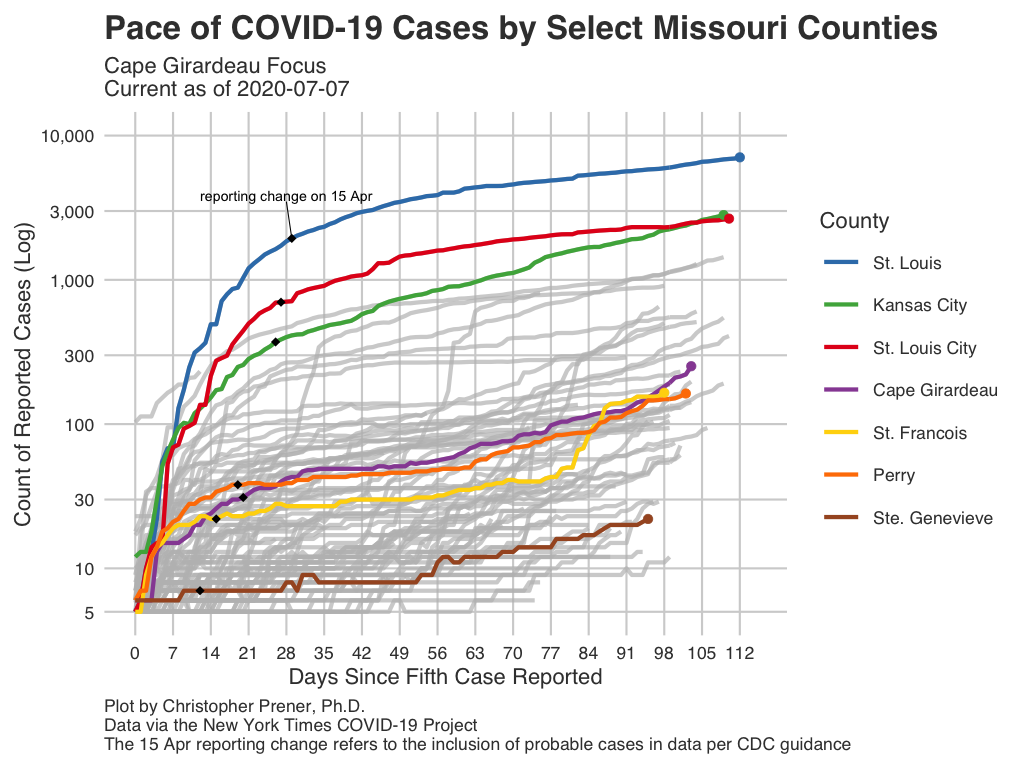 Pace of COVID-19 Cases by Select Missouri Counties
Cape Girardeau Focus
Current as of 2020-07-07
Count of Reported Cases (Log)
10,000
3,000
1,000
300
100
30
10
5
reporting change on 15 Apr
0 7 14 21 28 35 42 49 56 63 70 77 84 91 98 105 112
Days Since Fifth Case Reported
County
St. Louis
Kansas City
St. Louis City
Cape Girardeau
St. Francois
Perry
Ste. Genevieve
Plot by Christopher Prener, Ph.D.
Data via the New York Times COVID-19 Project
The 15 Apr reporting change refers to the inclusion of probable cases in data per CDC guidance